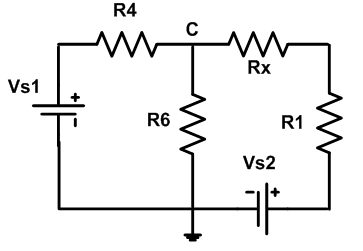 R4
C
Rx
Vs1
+
-
R6
R1
Vs2
- +